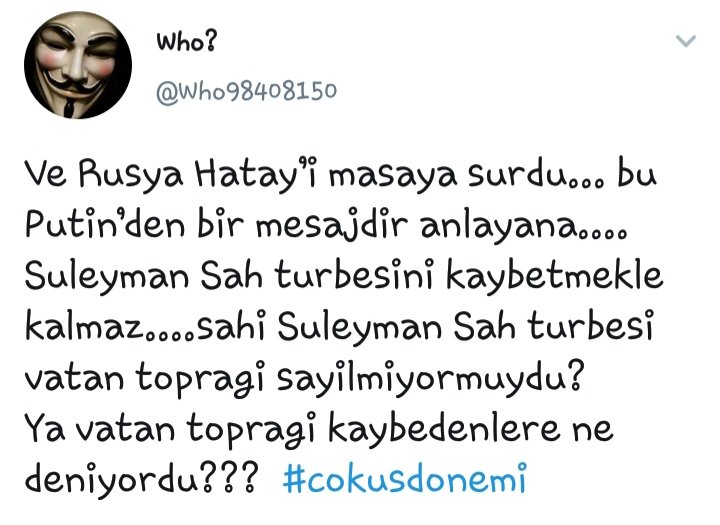 Who?
@Who98408150
Ve Rusya Hatay'i masaya surdu... bu
Putin'den bir mesajdir anlayana....
Suleyman Sah turbesini kaybetmekle
kalmaz....sahi Suleyman Sah turbesi
vatan topragi sayilmiyormuydu?
Ya vatan topragi kaybedenlere ne
deniyordu??? #cokusdonemi